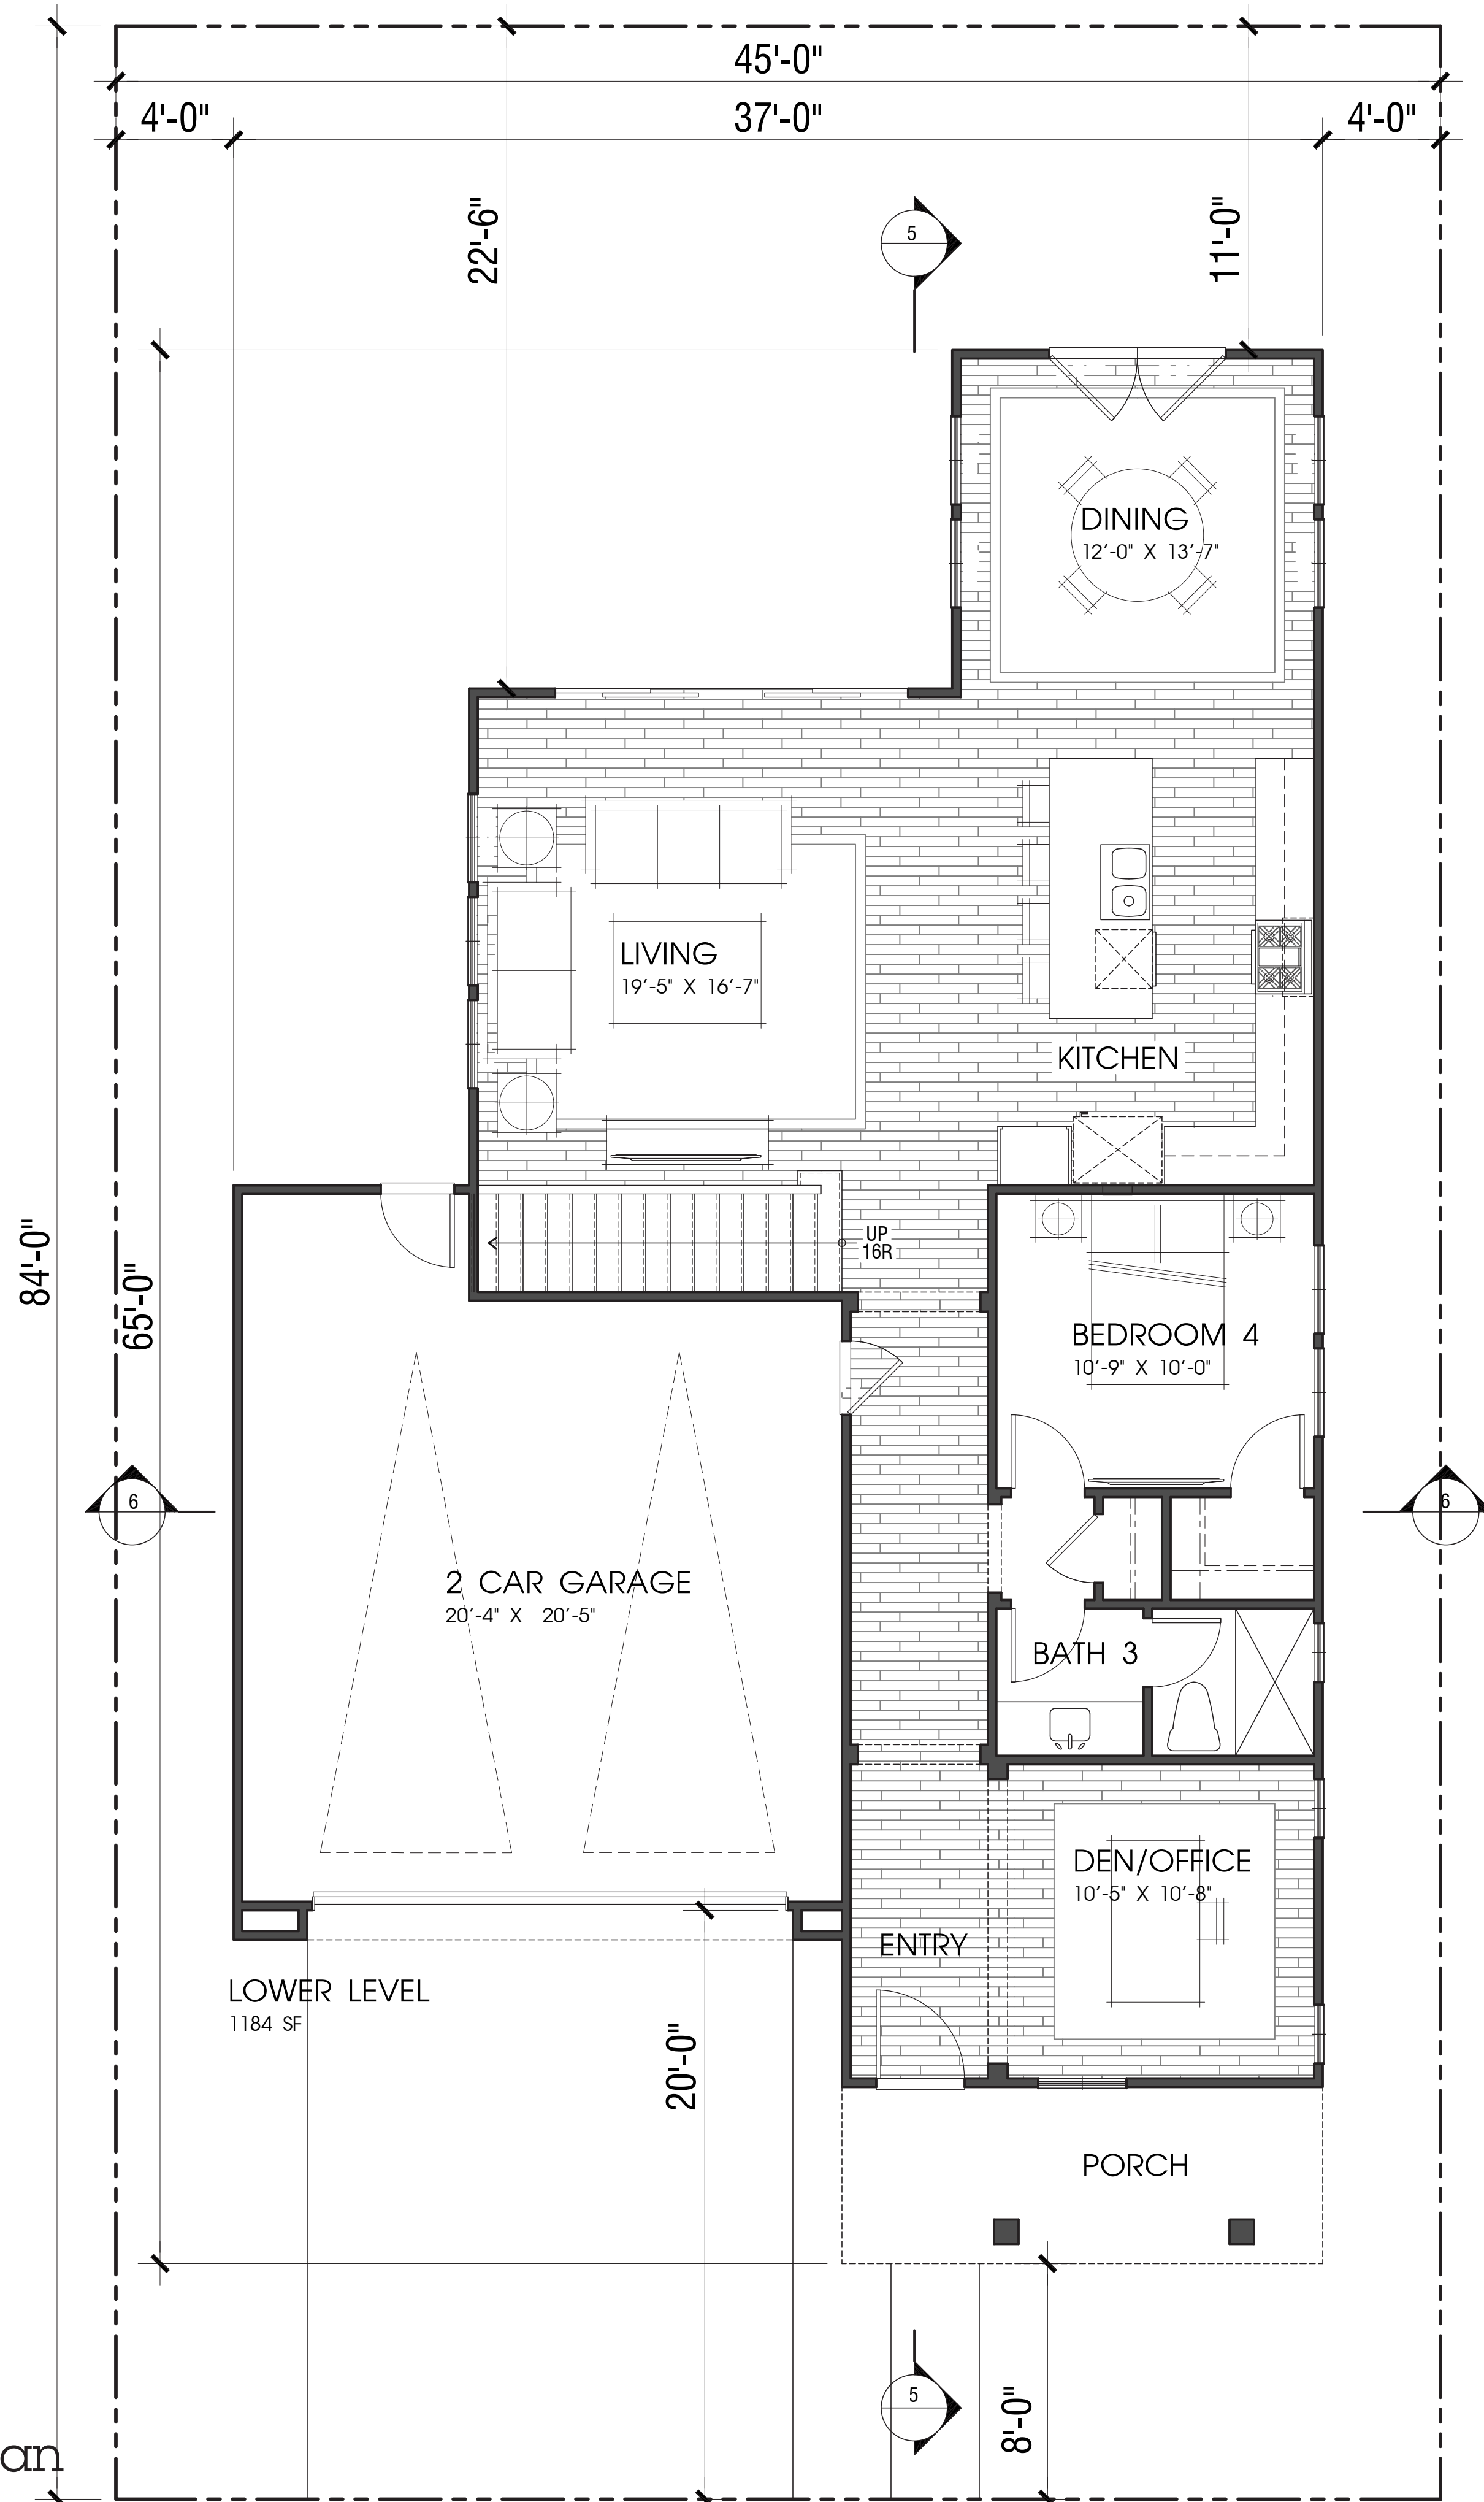 45'-0"
4'-0"
37'-0"
4'-0"
22'-6"
11'-0"
5
DINING
12'-0" X 13'-7"
LIVING
19'-5" X 16'-7"
KITCHEN
84'-0"
65'-0"
UP
16R
BEDROOM 4
10'-9" X 10'-0"
6
6
2 CAR GARAGE
20'-4" X 20'-5"
BATH 3
DEN/OFFICE
10'-5" X 10'-8"
ENTRY
LOWER LEVEL
1184 SF
20'-0"
PORCH
5
8'-0"
an